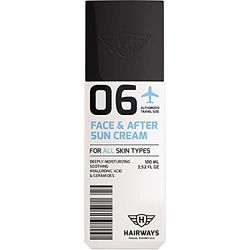 H
06
AUTHORIZED
TRAVEL SIZE
FACE & AFTER
SUN CREAM
FOR ALL SKIN TYPES
DEEPLY MOISTURIZING
SOOTHING
HYALURONIC ACID
& CERAMIDES
100 ML
3.52 FL OZ
H
HAIRWAYS